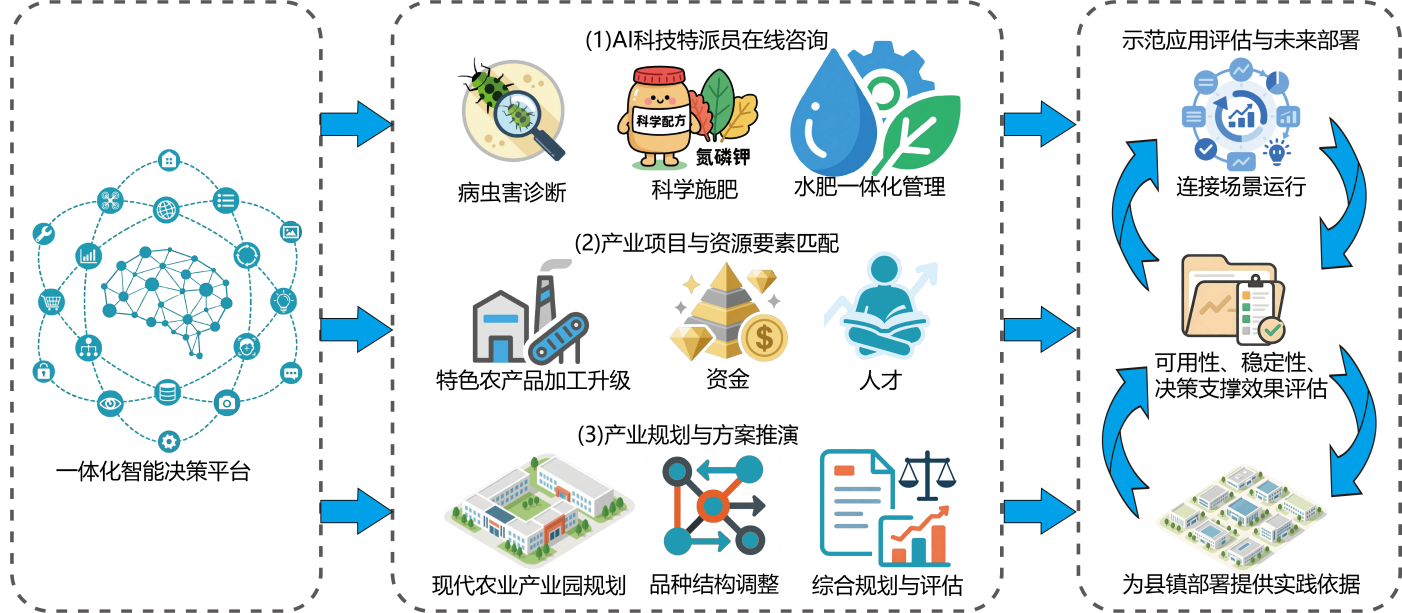 一体化智能决策平台
(1)AI科技特派员在线咨询
科学配方
氮磷钾
病虫害诊断
科学施肥
水肥一体化管理
(2)产业项目与资源要素匹配
$
特色农产品加工升级
资金
人才
(3)产业规划与方案推演
现代农业产业园规划
品种结构调整
综合规划与评估
示范应用评估与未来部署
连接场景运行
可用性、稳定性、
决策支撑效果评估
为县镇部署提供实践依据